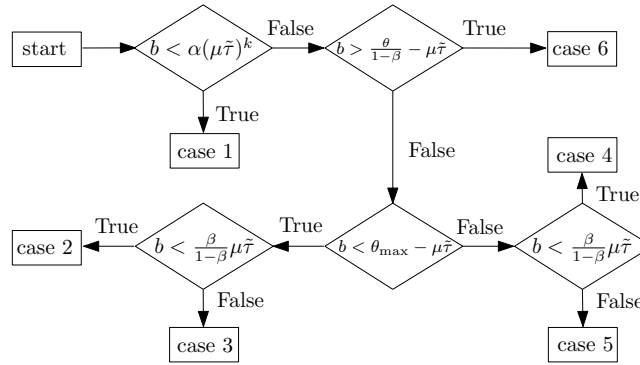 start
b < α(μτ̃)^k
False
b > θ/(1−β) − μτ̃
True
case 6
True
case 1
False
case 4
True
case 2
True
b < β/(1−β) μτ̃
True
b < θ_max − μτ̃
False
b < β/(1−β) μτ̃
False
case 3
False
case 5